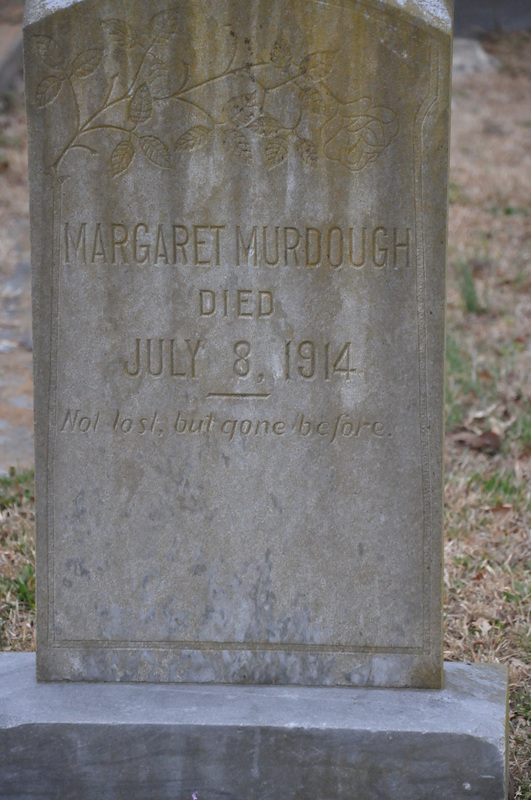 MARGARET MURDOUGH
DIED
JULY 8, 1914
Not lost, but gone before.